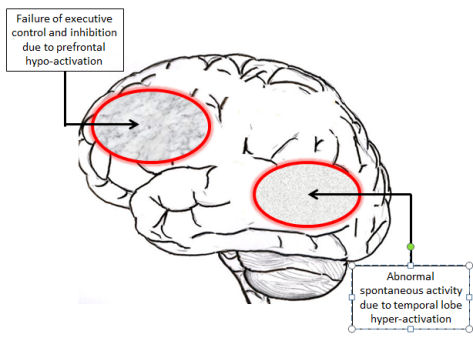 Failure of executive
control and inhibition
due to prefrontal
hypo-activation
Abnormal
spontaneous activity
due to temporal lobe
hyper-activation